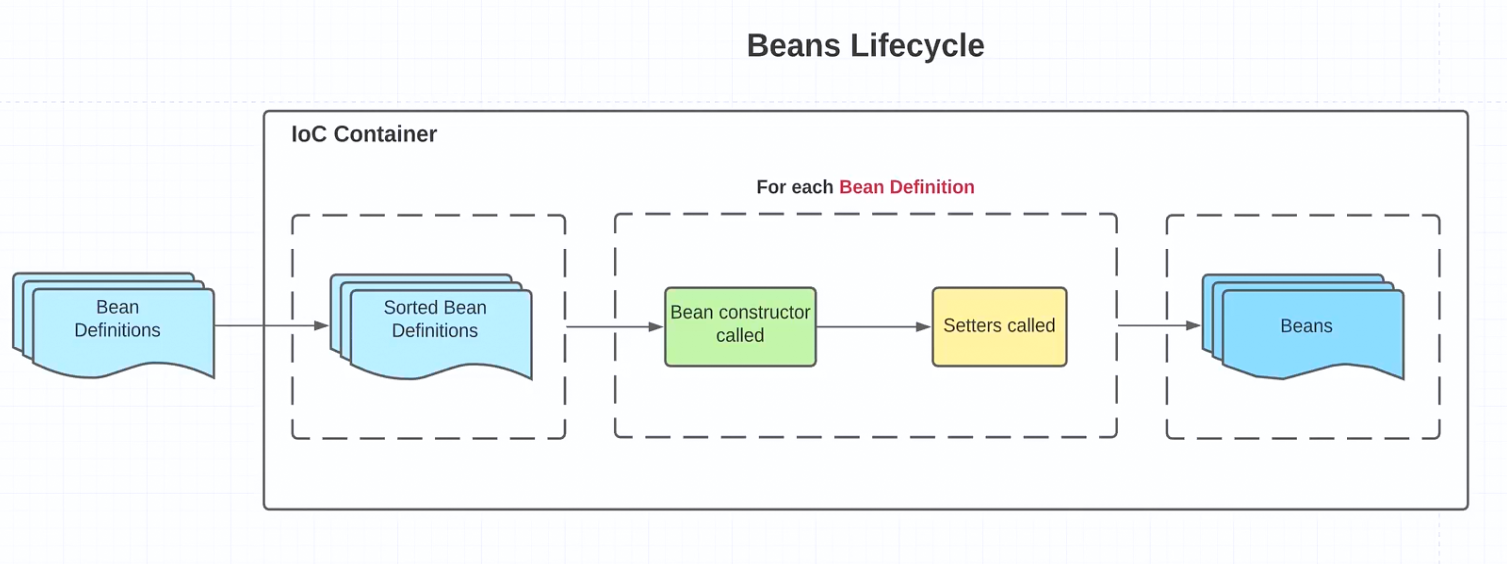 Beans Lifecycle
IoC Container
For each Bean Definition
Bean
Definitions
Sorted Bean
Definitions
Bean constructor
called
Setters called
Beans